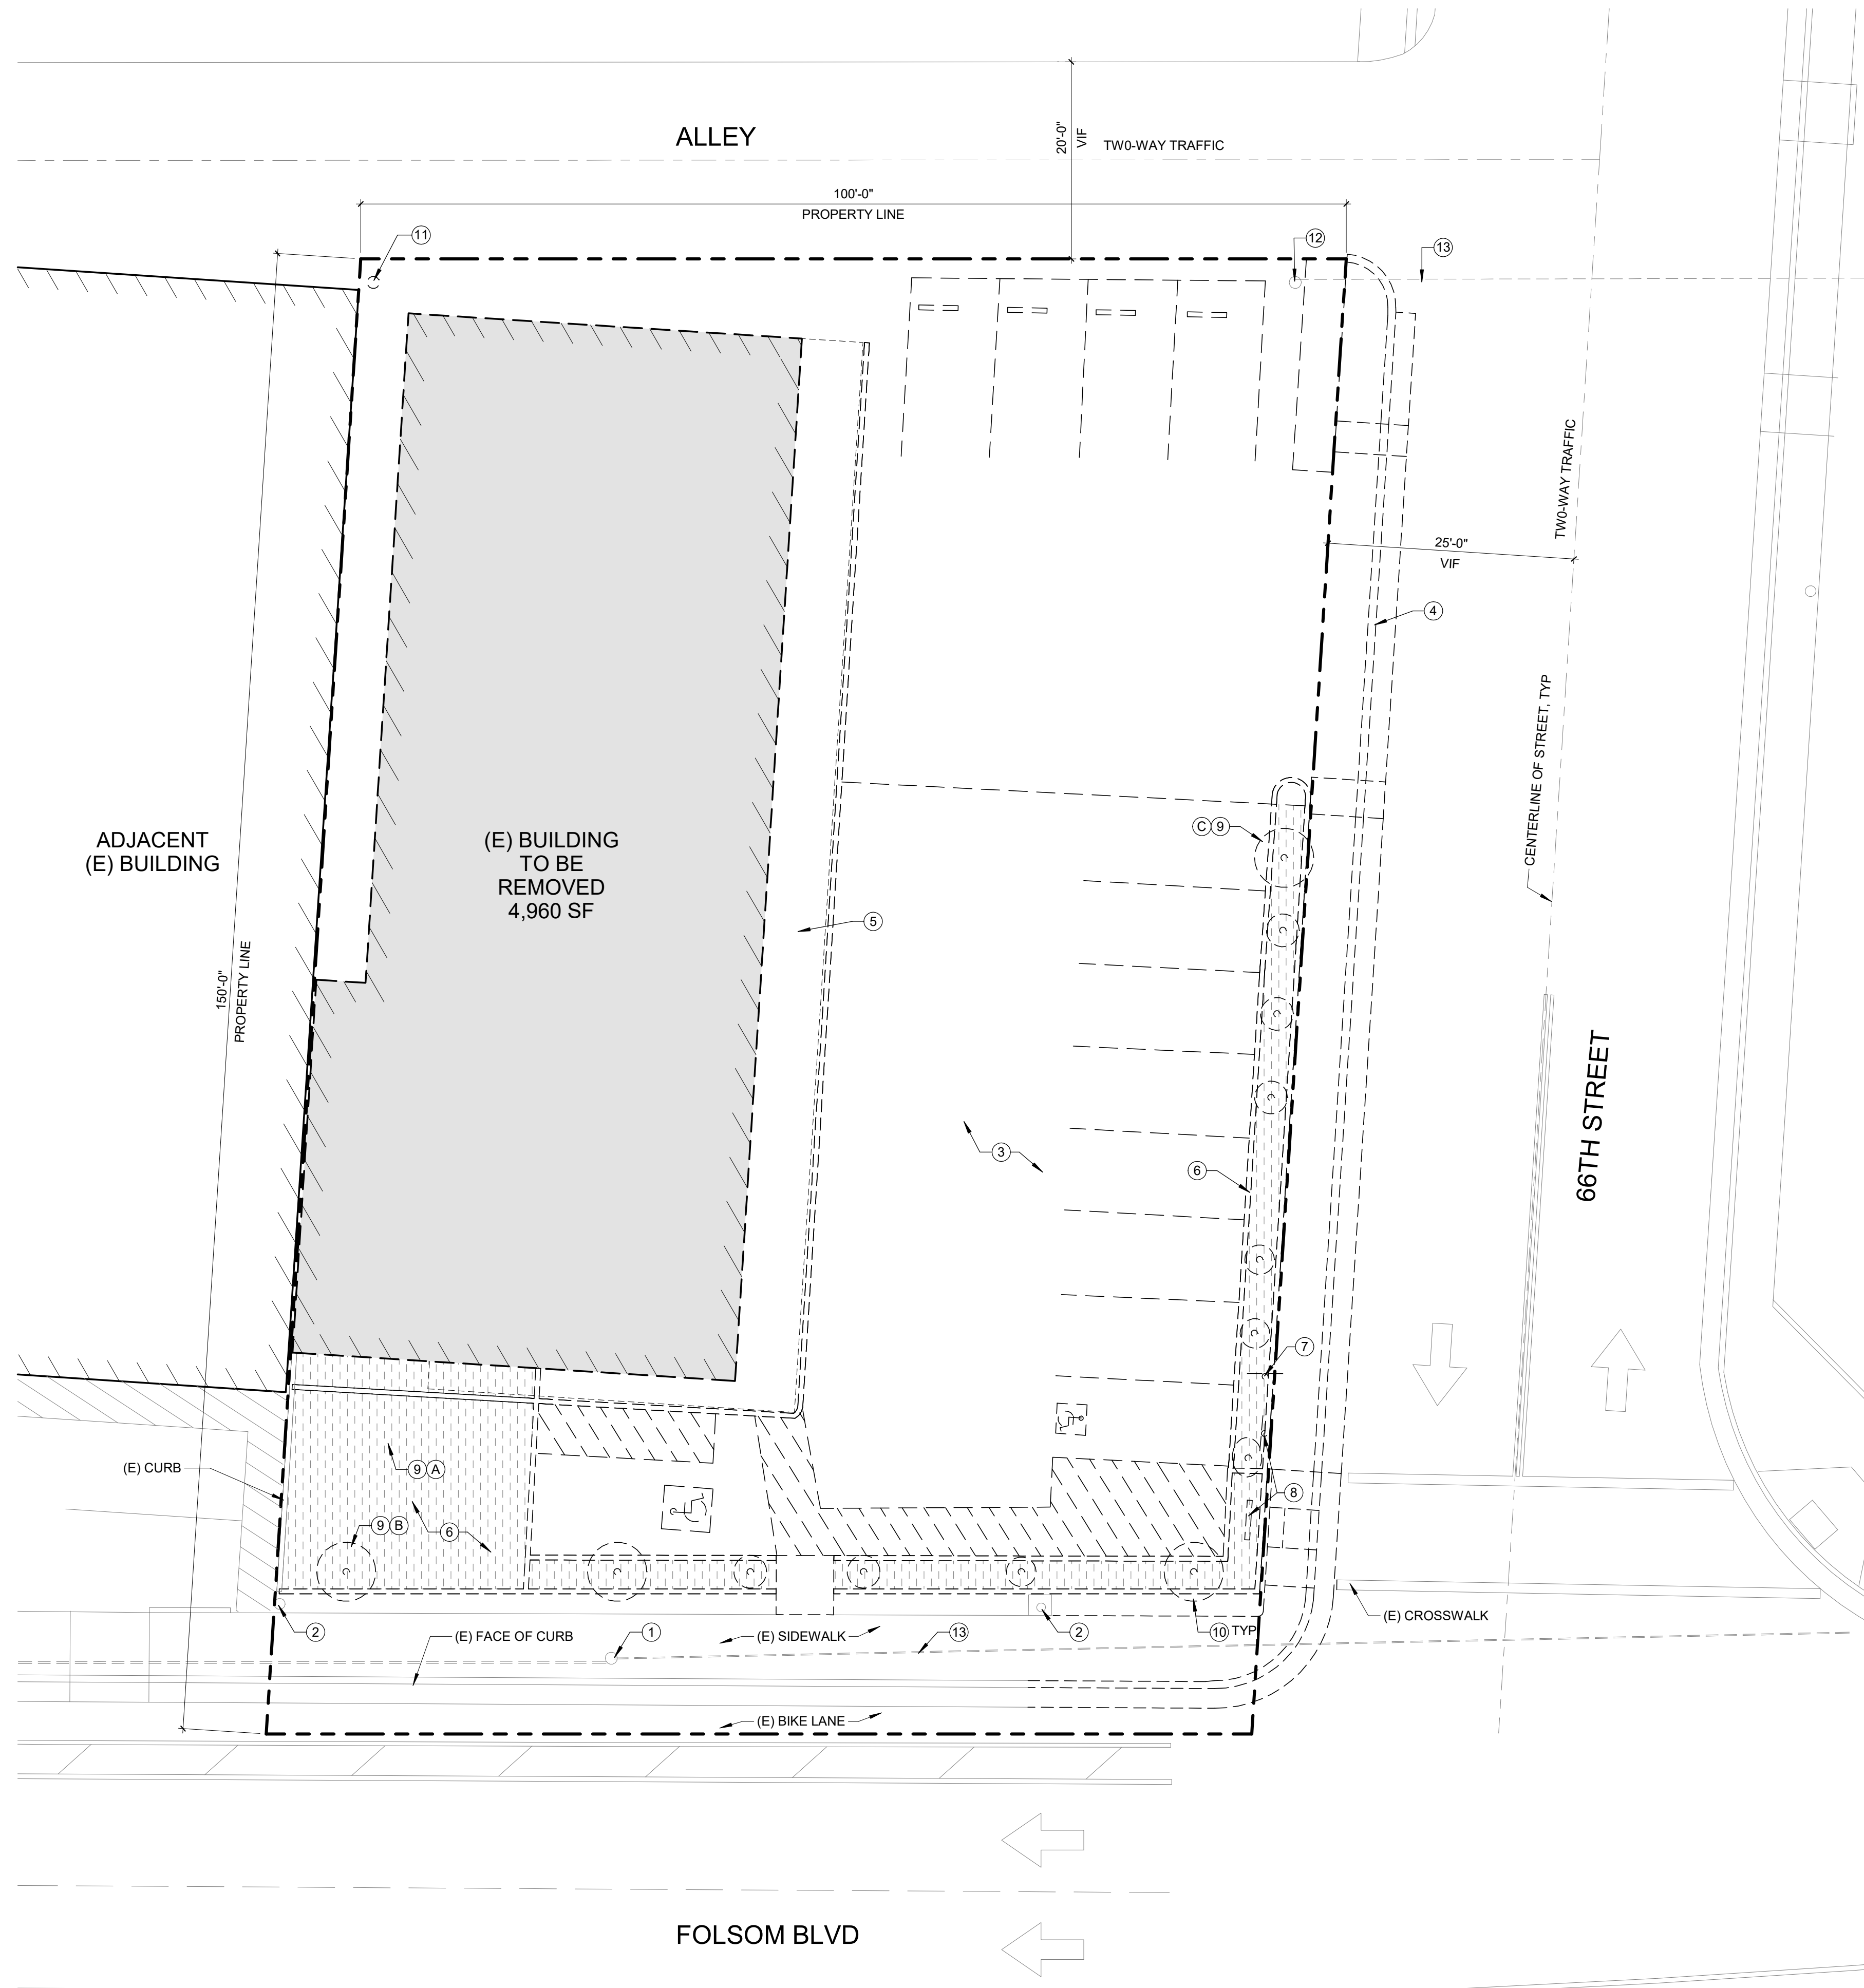 ALLEY
20'-0"
VIF
TW0-WAY TRAFFIC
100'-0"
PROPERTY LINE
11
12
13
TW0-WAY TRAFFIC
25'-0"
VIF
4
CENTERLINE OF STREET, TYP
ADJACENT
(E) BUILDING
(E) BUILDING
TO BE
REMOVED
4,960 SF
C 9
5
150'-0"
PROPERTY LINE
3
6
66TH STREET
7
(E) CURB
9 A
8
9 B
6
2
(E) FACE OF CURB
1
(E) SIDEWALK
13
2
10 TYP
(E) CROSSWALK
(E) BIKE LANE
FOLSOM BLVD